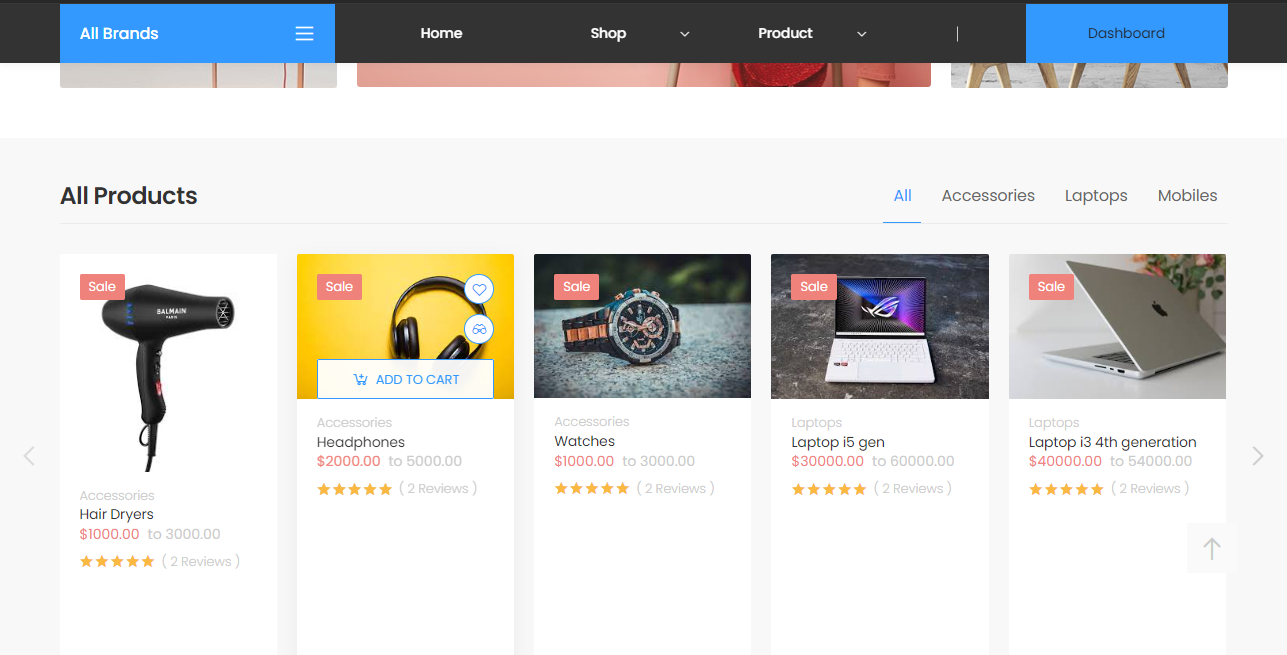 All Brands
Home
Shop
Product
Dashboard
All Products
All
Accessories
Laptops
Mobiles
Sale
BALMAIN
PARIS
Accessories
Hair Dryers
$1000.00 to 3000.00
( 2 Reviews )
Sale
ADD TO CART
Accessories
Headphones
$2000.00 to 5000.00
( 2 Reviews )
Sale
Accessories
Watches
$1000.00 to 3000.00
( 2 Reviews )
Sale
Laptops
Laptop i5 gen
$30000.00 to 60000.00
( 2 Reviews )
Sale
Laptops
Laptop i3 4th generation
$40000.00 to 54000.00
( 2 Reviews )